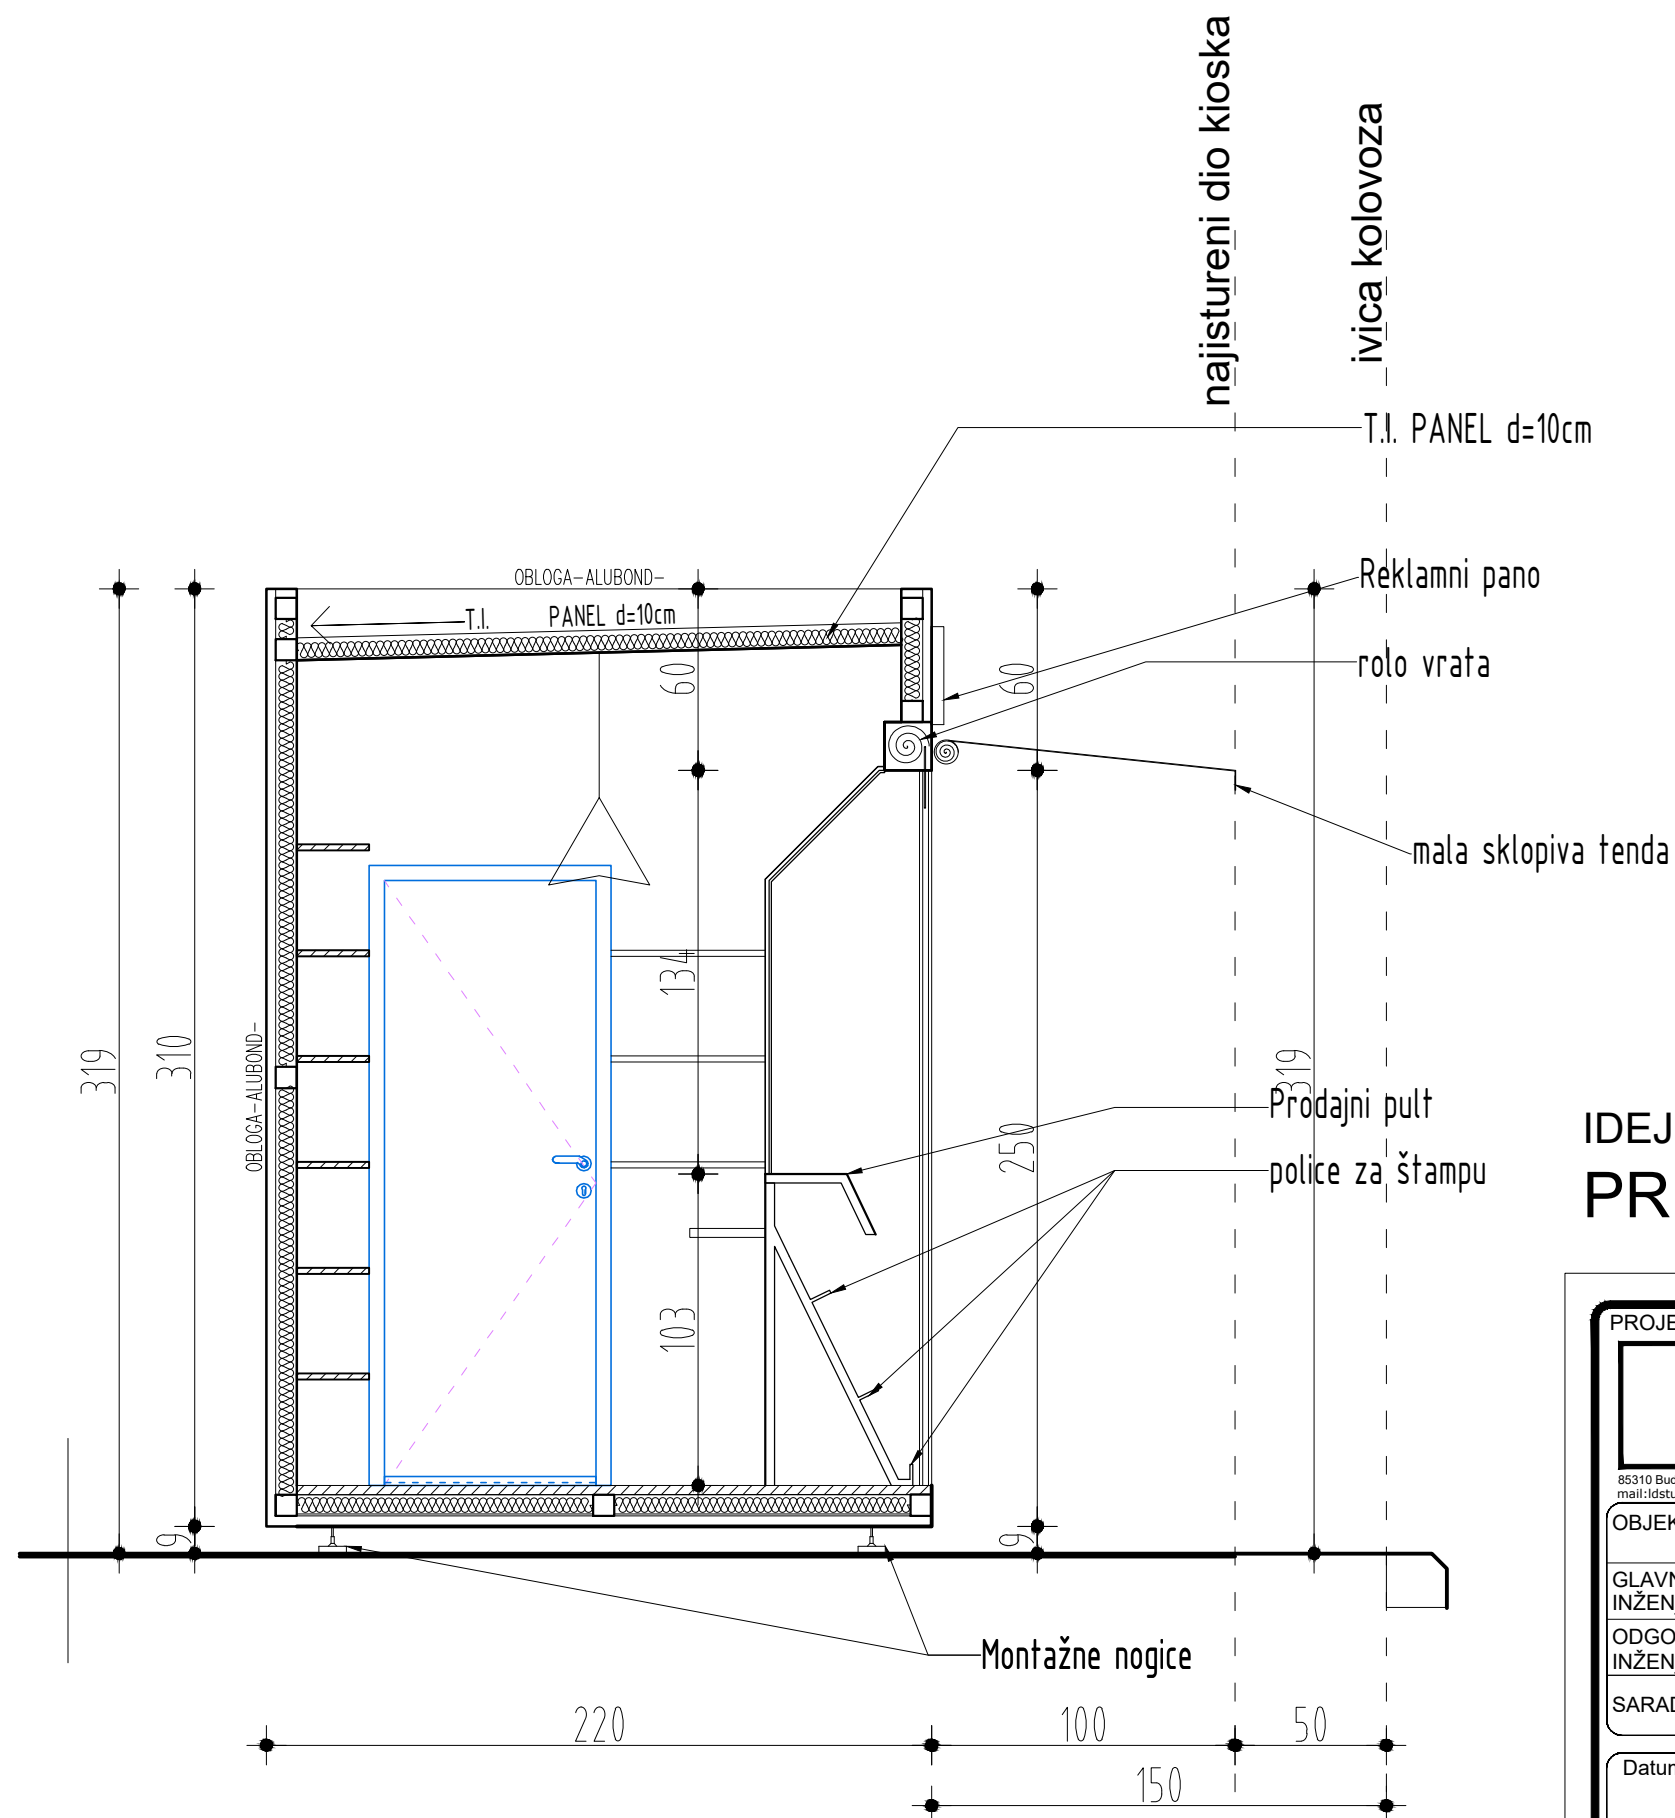 najistureni dio kioska
ivica kolovoza
T.I. PANEL d=10cm
Reklamni pano
OBLOGA-ALUBOND-
T.I. PANEL d=10cm
rolo vrata
60
60
mala sklopiva tenda
134
319
310
OBLOGA-ALUBOND-
319
Prodajni pult
250
police za štampu
103
9
9
Montažne nogice
220
100
50
150
IDEJ
PR
PROJE
85310 Bud
mail:ldstu
OBJEK
GLAVN
INŽEN
ODGO
INŽEN
SARAD
Datun